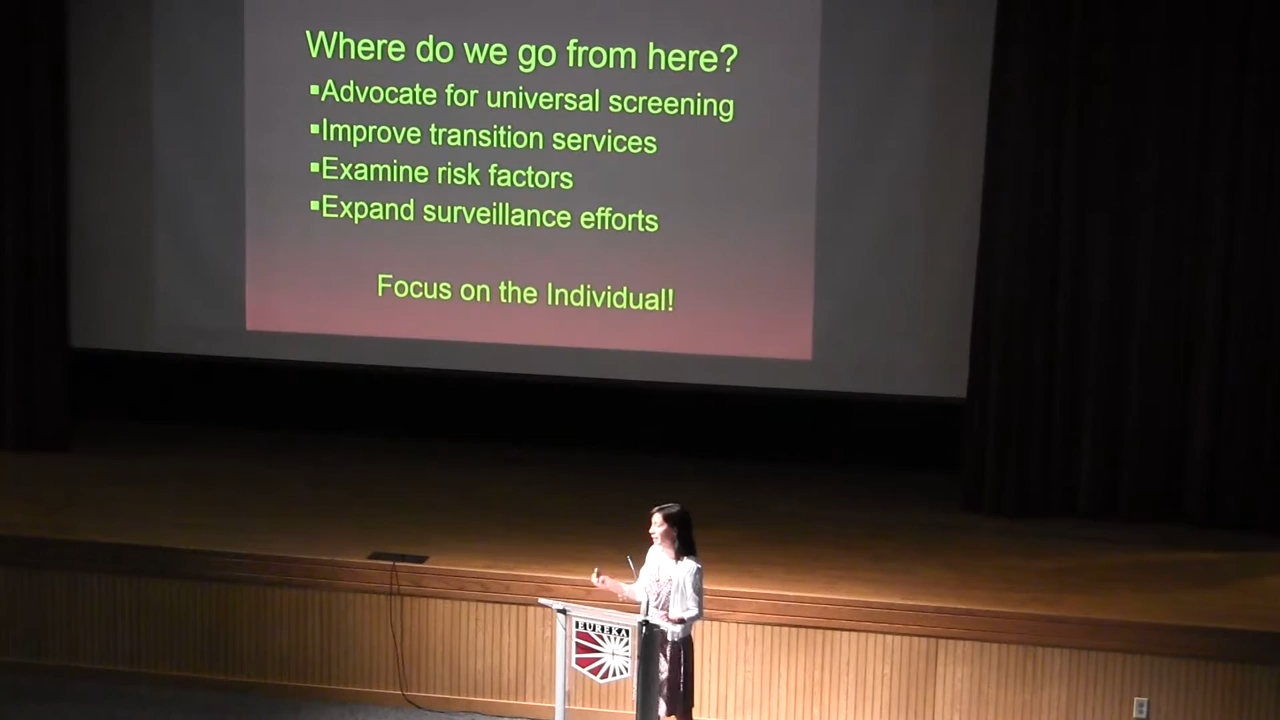 Where do we go from here?
▪Advocate for universal screening
▪Improve transition services
▪Examine risk factors
▪Expand surveillance efforts
Focus on the Individual!
EUREKA